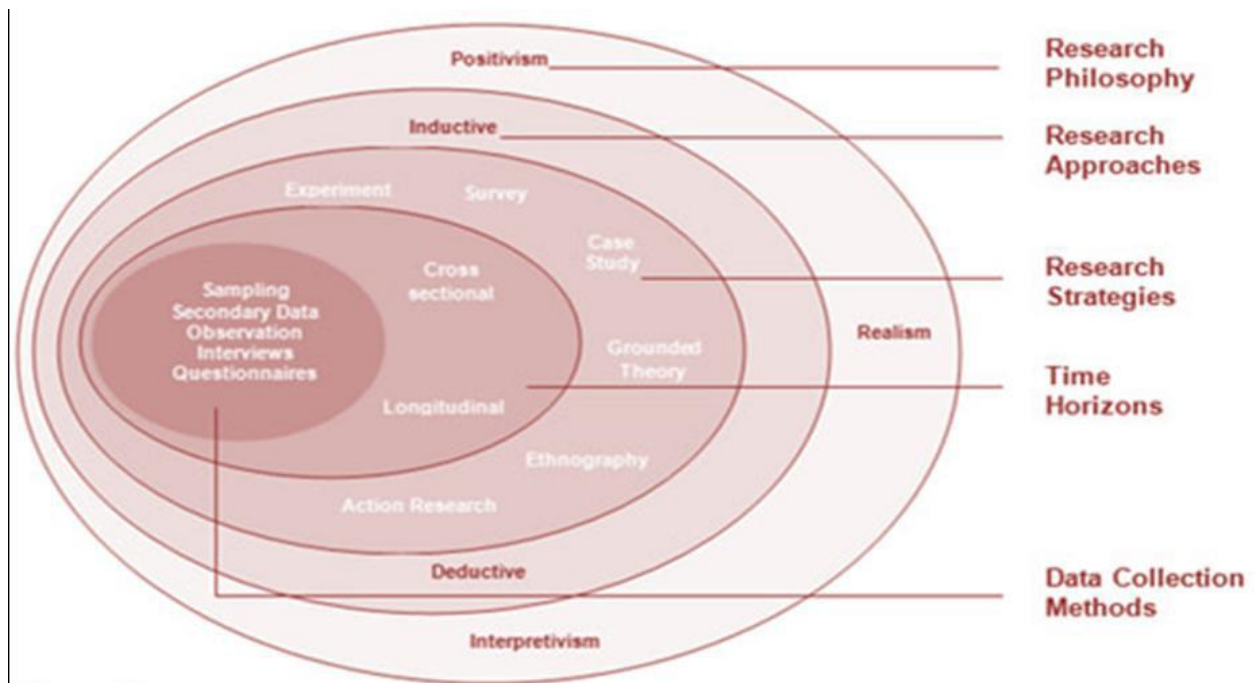 Positivism
Research
Philosophy
Inductive
Research
Approaches
Experiment
Survey
Case
Study
Research
Strategies
Cross
sectional
Sampling
Secondary Data
Observation
Interviews
Questionnaires
Realism
Grounded
Theory
Time
Horizons
Longitudinal
Ethnography
Action Research
Deductive
Data Collection
Methods
Interpretivism